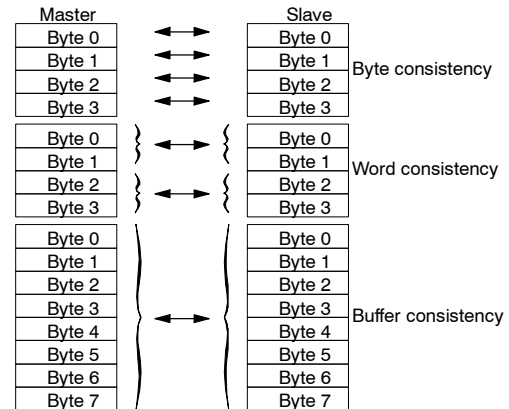 Master Slave
Byte 0 Byte 0
Byte 1 Byte 1
Byte 2 Byte 2
Byte 3 Byte 3
Byte consistency
Byte 0 Byte 0
Byte 1 Byte 1
Byte 2 Byte 2
Byte 3 Byte 3
Word consistency
Byte 0 Byte 0
Byte 1 Byte 1
Byte 2 Byte 2
Byte 3 Byte 3
Byte 4 Byte 4
Byte 5 Byte 5
Byte 6 Byte 6
Byte 7 Byte 7
Buffer consistency